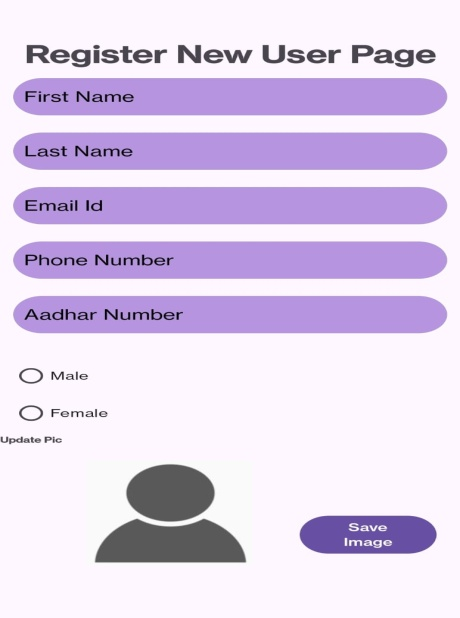 Register New User Page
First Name
Last Name
Email Id
Phone Number
Aadhar Number
Male
Female
Update Pic
Save
Image